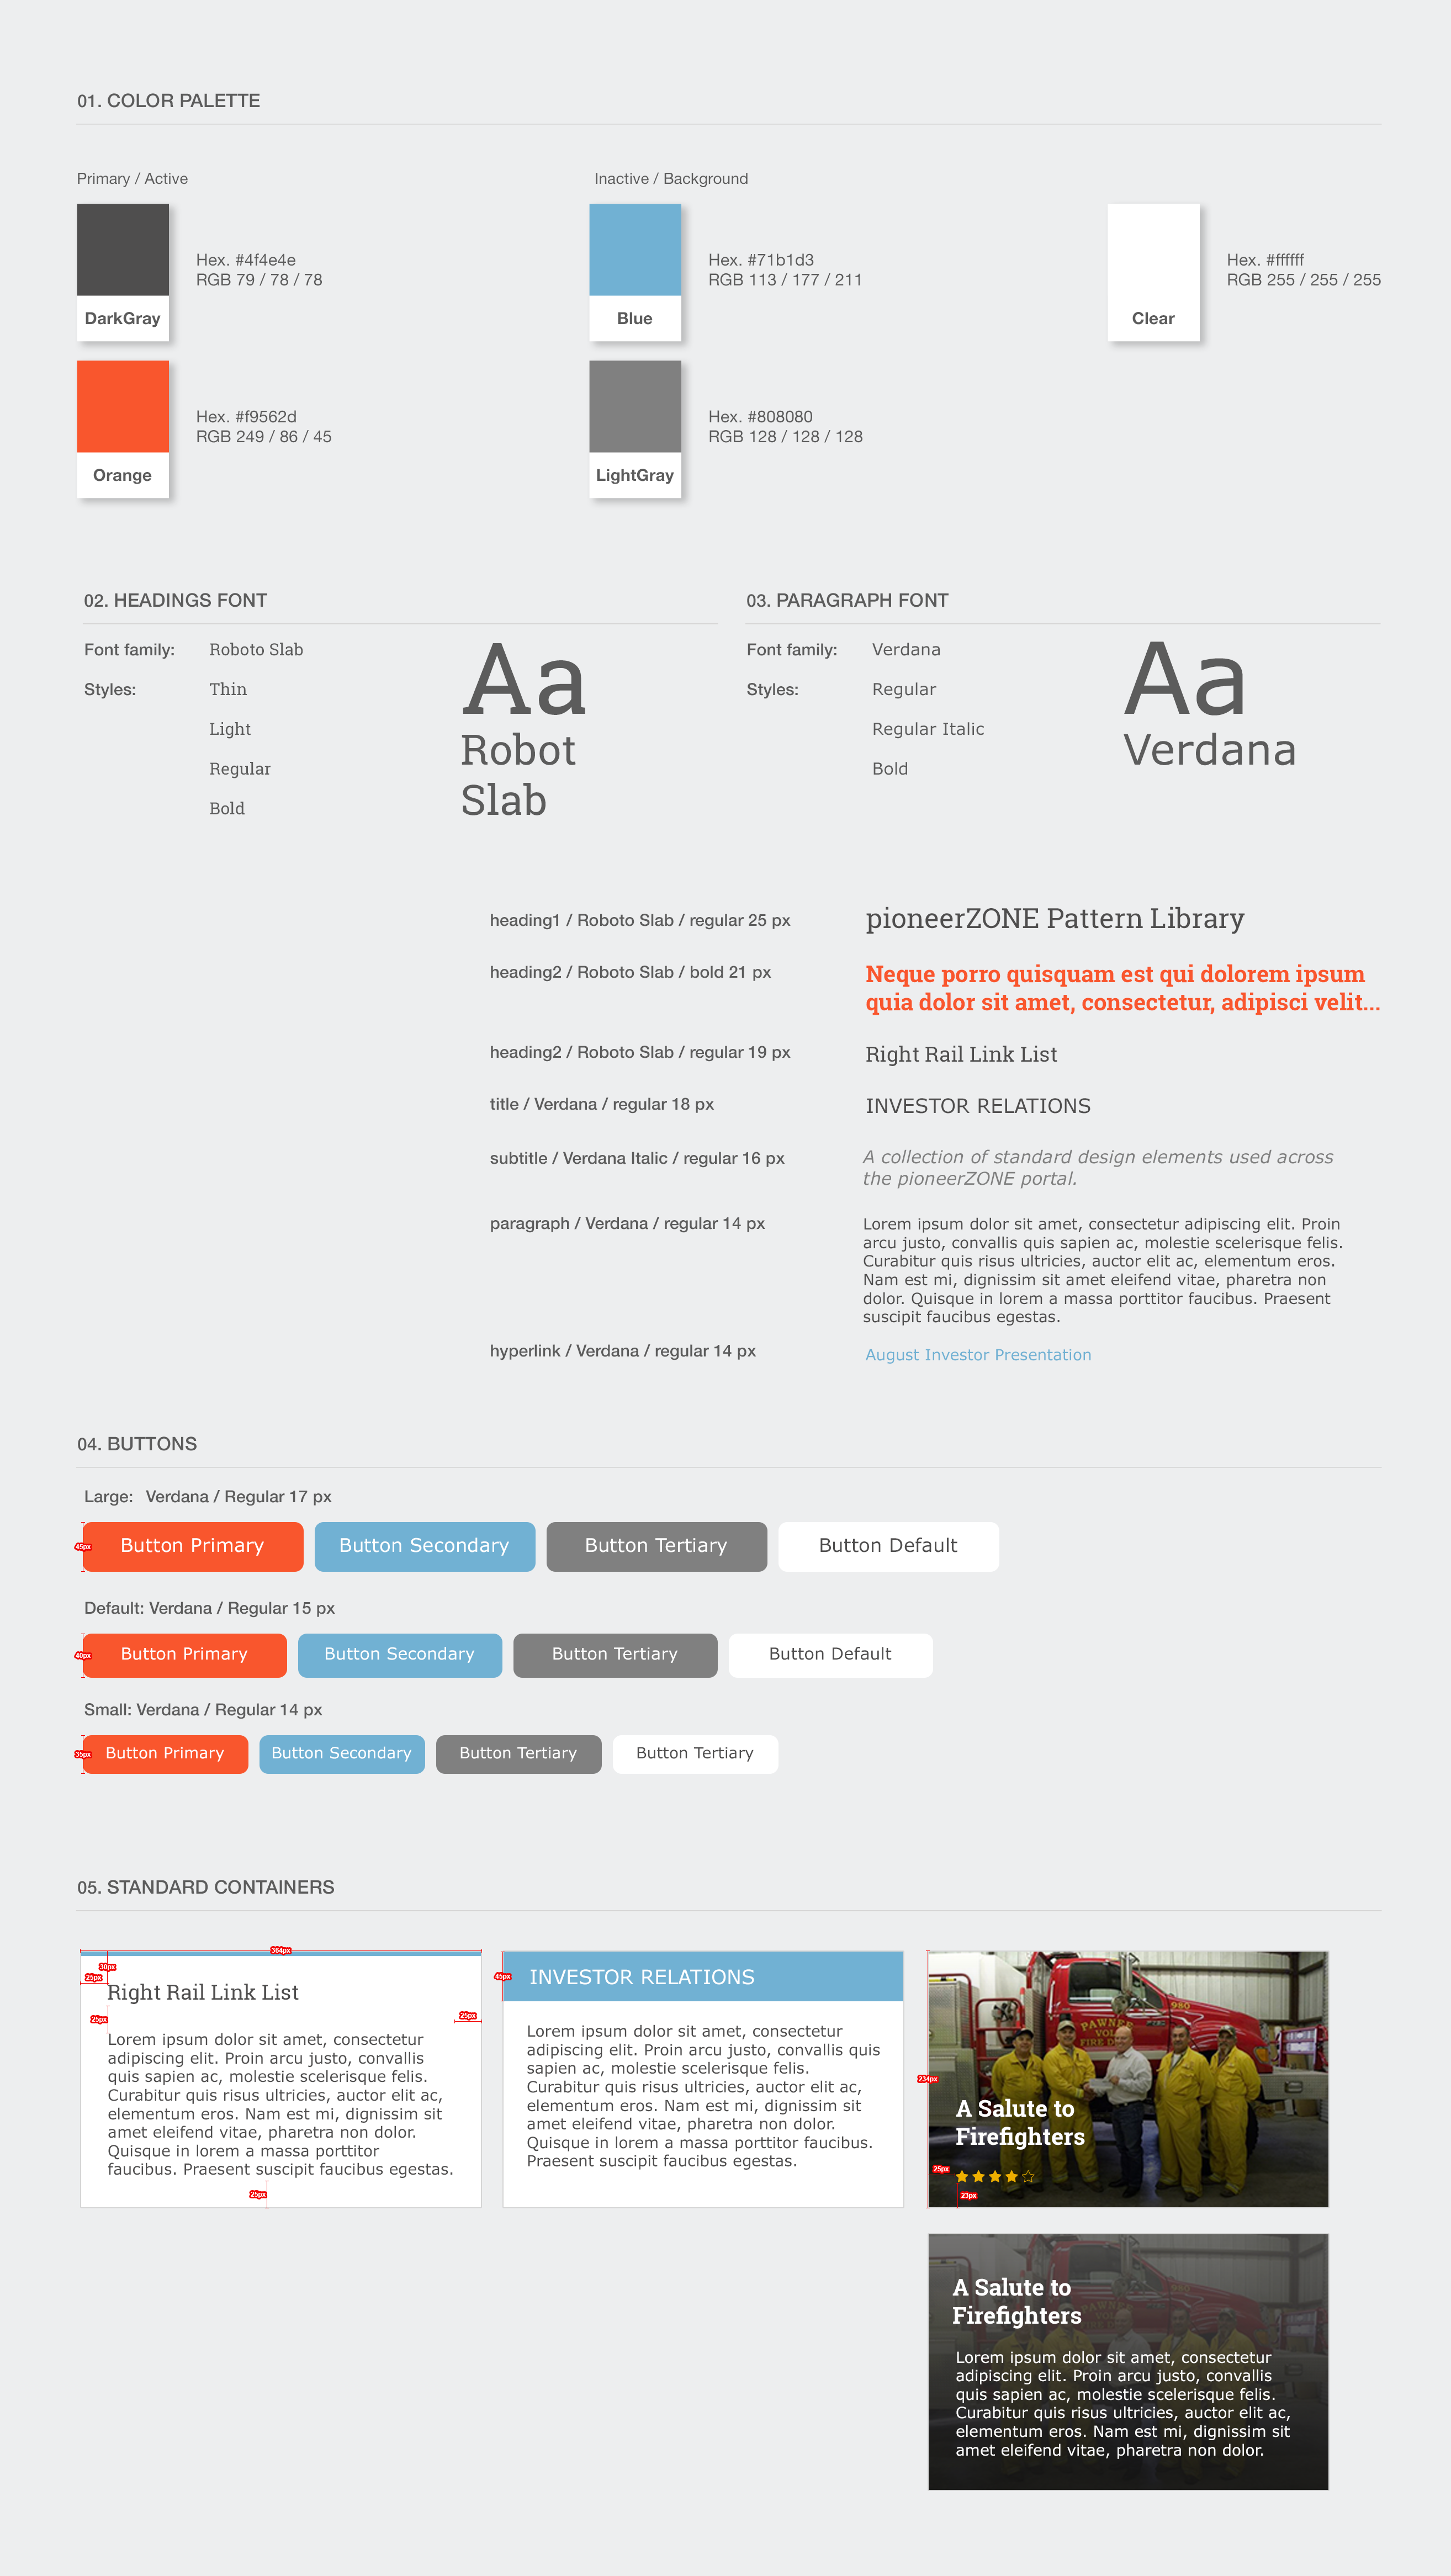 01. COLOR PALETTE
Primary / Active
Inactive / Background
Hex. #4f4e4e
RGB 79 / 78 / 78
DarkGray
Hex. #71b1d3
RGB 113 / 177 / 211
Blue
Hex. #ffffff
RGB 255 / 255 / 255
Clear
Hex. #f9562d
RGB 249 / 86 / 45
Orange
Hex. #808080
RGB 128 / 128 / 128
LightGray
02. HEADINGS FONT
Font family:
Roboto Slab
Styles:
Thin
Light
Regular
Bold
Aa
Robot
Slab
03. PARAGRAPH FONT
Font family:
Verdana
Styles:
Regular
Regular Italic
Bold
Aa
Verdana
heading1 / Roboto Slab / regular 25 px
pioneerZONE Pattern Library
heading2 / Roboto Slab / bold 21 px
Neque porro quisquam est qui dolorem ipsum
quia dolor sit amet, consectetur, adipisci velit...
heading2 / Roboto Slab / regular 19 px
Right Rail Link List
title / Verdana / regular 18 px
INVESTOR RELATIONS
subtitle / Verdana Italic / regular 16 px
A collection of standard design elements used across
the pioneerZONE portal.
paragraph / Verdana / regular 14 px
Lorem ipsum dolor sit amet, consectetur adipiscing elit. Proin
arcu justo, convallis quis sapien ac, molestie scelerisque felis.
Curabitur quis risus ultricies, auctor elit ac, elementum eros.
Nam est mi, dignissim sit amet eleifend vitae, pharetra non
dolor. Quisque in lorem a massa porttitor faucibus. Praesent
suscipit faucibus egestas.
hyperlink / Verdana / regular 14 px
August Investor Presentation
04. BUTTONS
Large: Verdana / Regular 17 px
45px
Button Primary
Button Secondary
Button Tertiary
Button Default
Default: Verdana / Regular 15 px
40px
Button Primary
Button Secondary
Button Tertiary
Button Default
Small: Verdana / Regular 14 px
35px
Button Primary
Button Secondary
Button Tertiary
Button Tertiary
05. STANDARD CONTAINERS
364px
30px
25px
Right Rail Link List
25px
25px
Lorem ipsum dolor sit amet, consectetur
adipiscing elit. Proin arcu justo, convallis
quis sapien ac, molestie scelerisque felis.
Curabitur quis risus ultricies, auctor elit ac,
elementum eros. Nam est mi, dignissim sit
amet eleifend vitae, pharetra non dolor.
Quisque in lorem a massa porttitor
faucibus. Praesent suscipit faucibus egestas.
25px
45px
INVESTOR RELATIONS
Lorem ipsum dolor sit amet, consectetur
adipiscing elit. Proin arcu justo, convallis quis
sapien ac, molestie scelerisque felis.
Curabitur quis risus ultricies, auctor elit ac,
elementum eros. Nam est mi, dignissim sit
amet eleifend vitae, pharetra non dolor.
Quisque in lorem a massa porttitor faucibus.
Praesent suscipit faucibus egestas.
980
PAWNEE
VOL
FIRE D
234px
A Salute to
Firefighters
25px
23px
980
PAWNEE
A Salute to
Firefighters
Lorem ipsum dolor sit amet, consectetur
adipiscing elit. Proin arcu justo, convallis
quis sapien ac, molestie scelerisque felis.
Curabitur quis risus ultricies, auctor elit ac,
elementum eros. Nam est mi, dignissim sit
amet eleifend vitae, pharetra non dolor.